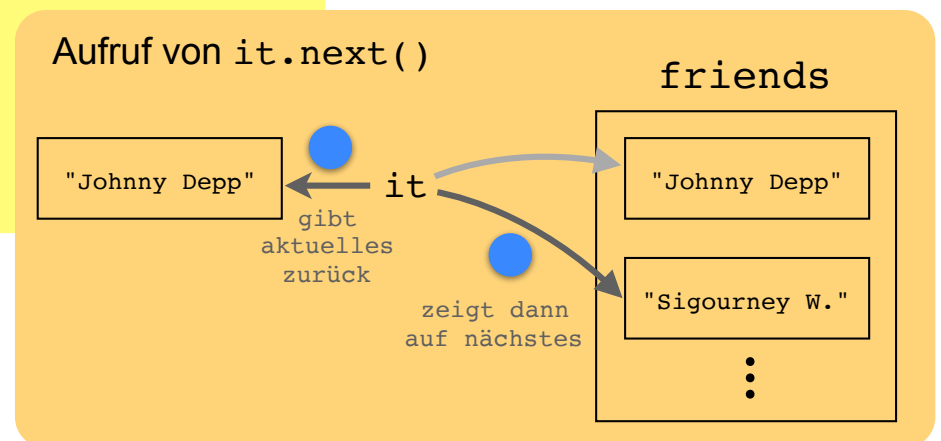 Aufruf von it.next()
friends
"Johnny Depp"
it
"Johnny Depp"
gibt
aktuelles
zurück
"Sigourney W."
zeigt dann
auf nächstes